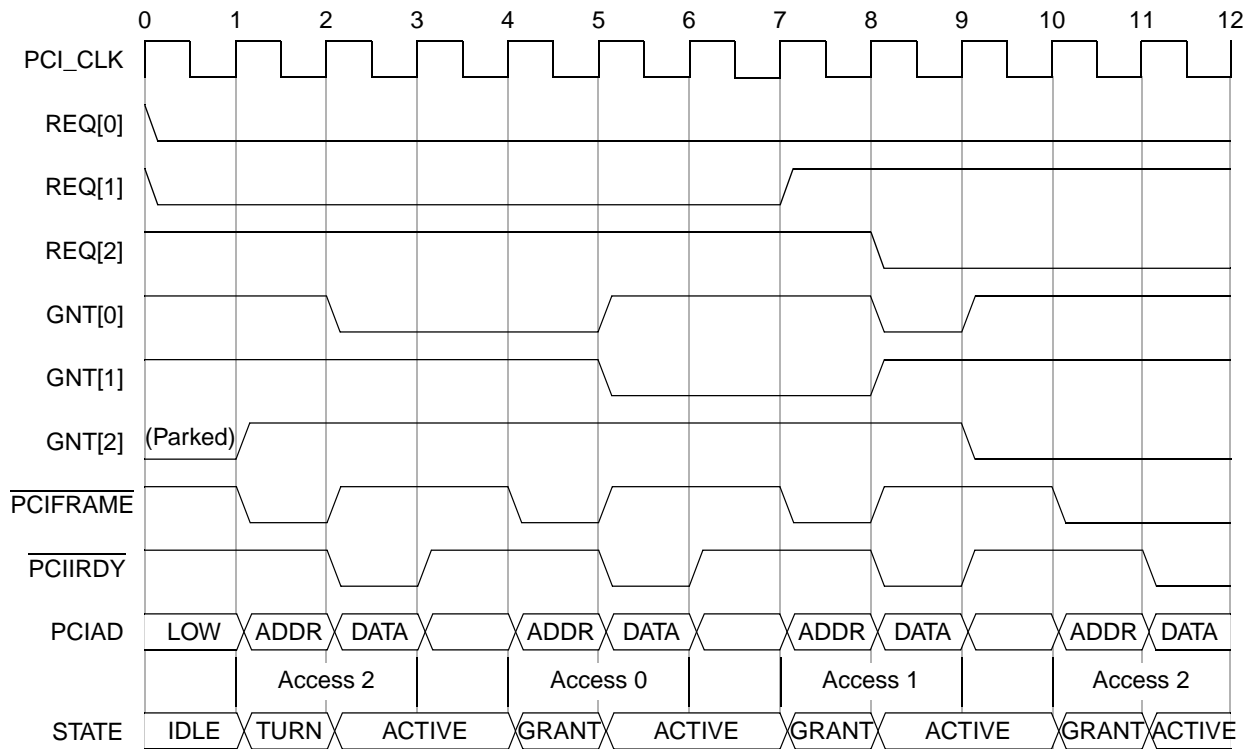 0 1 2 3 4 5 6 7 8 9 10 11 12
PCI_CLK
REQ[0]
REQ[1]
REQ[2]
GNT[0]
GNT[1]
GNT[2] (Parked)
PCIFRAME
PCIIRDY
PCIAD LOW ADDR DATA ADDR DATA ADDR DATA ADDR DATA
Access 2 Access 0 Access 1 Access 2
STATE IDLE TURN ACTIVE GRANT ACTIVE GRANT ACTIVE GRANT ACTIVE